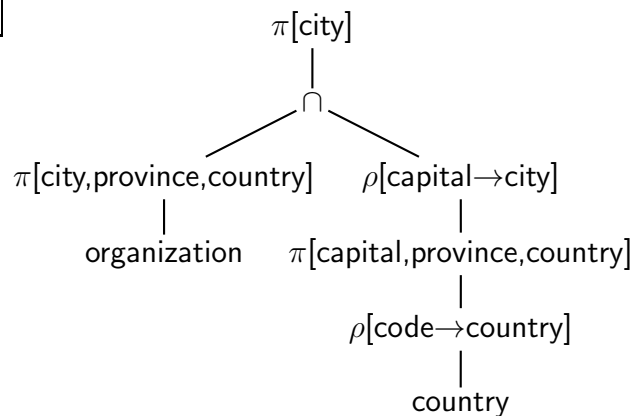 π[city]
∩
π[city,province,country] ρ[capital→city]
organization π[capital,province,country]
ρ[code→country]
country